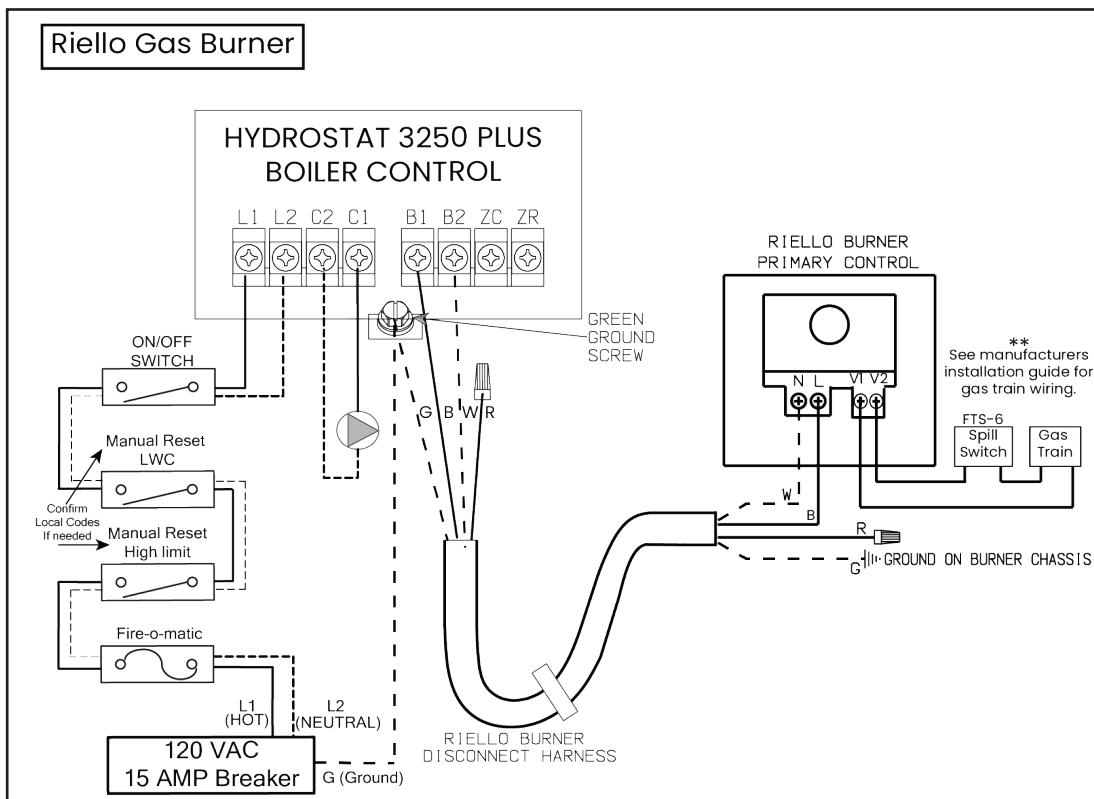 Riello Gas Burner
HYDROSTAT 3250 PLUS
BOILER CONTROL
L1 L2 C2 C1 B1 B2 ZC ZR
GREEN
GROUND
SCREW
ON/OFF
SWITCH
Manual Reset
LWC
Confirm
Local Codes
If needed
Manual Reset
High limit
Fire-o-matic
L1
(HOT)
L2
(NEUTRAL)
120 VAC
15 AMP Breaker
G (Ground)
G B W R
RIELLO BURNER
DISCONNECT HARNESS
RIELLO BURNER
PRIMARY CONTROL
N L V1 V2
**
See manufacturers
installation guide for
gas train wiring.
FTS-6
Spill
Switch
Gas
Train
W
B
R
G
GROUND ON BURNER CHASSIS